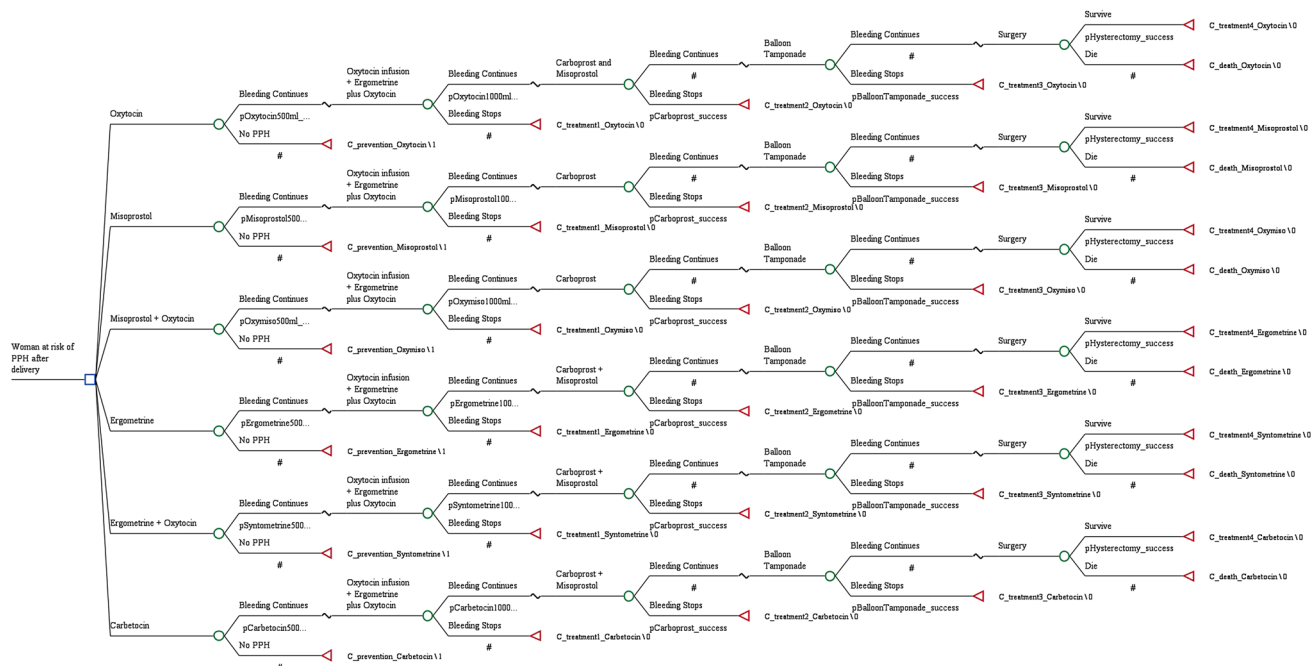 Woman at risk of
PPH after
delivery
Oxytocin
Bleeding Continues
pOxytocin500ml_...
No PPH
#
C_prevention_Oxytocin \ 1
Oxytocin infusion
+ Ergometrine
plus Oxytocin
Bleeding Continues
pOxytocin1000ml...
Bleeding Stops
#
C_treatment1_Oxytocin \ 0
Carboprost and
Misoprostol
Bleeding Continues
#
Bleeding Stops
pCarboprost_success
C_treatment2_Oxytocin \ 0
Balloon
Tamponade
Bleeding Continues
#
Bleeding Stops
pBallonTamponade_success
C_treatment3_Oxytocin \ 0
Surgery
Survive
pHysterectomy_success
C_treatment4_Oxytocin \ 0
Die
#
C_death_Oxytocin \ 0
Misoprostol
Bleeding Continues
pMisoprostol500...
No PPH
#
C_prevention_Misoprostol \ 1
Oxytocin infusion
+ Ergometrine
plus Oxytocin
Bleeding Continues
pMisoprostol100...
Bleeding Stops
#
C_treatment1_Misoprostol \ 0
Carboprost
Bleeding Continues
#
Bleeding Stops
pCarboprost_success
C_treatment2_Misoprostol \ 0
Balloon
Tamponade
Bleeding Continues
#
Bleeding Stops
pBallonTamponade_success
C_treatment3_Misoprostol \ 0
Surgery
Survive
pHysterectomy_success
C_treatment4_Misoprostol \ 0
Die
#
C_death_Misoprostol \ 0
Misoprostol + Oxytocin
Bleeding Continues
pOxymiso500ml_...
No PPH
#
C_prevention_Oxymiso \ 1
Oxytocin infusion
+ Ergometrine
plus Oxytocin
Bleeding Continues
pOxymiso1000ml...
Bleeding Stops
#
C_treatment1_Oxymiso \ 0
Carboprost
Bleeding Continues
#
Bleeding Stops
pCarboprost_success
C_treatment2_Oxymiso \ 0
Balloon
Tamponade
Bleeding Continues
#
Bleeding Stops
pBallonTamponade_success
C_treatment3_Oxymiso \ 0
Surgery
Survive
pHysterectomy_success
C_treatment4_Oxymiso \ 0
Die
#
C_death_Oxymiso \ 0
Ergometrine
Bleeding Continues
pErgometrine500...
No PPH
#
C_prevention_Ergometrine \ 1
Oxytocin infusion
+ Ergometrine
plus Oxytocin
Bleeding Continues
pErgometrine100...
Bleeding Stops
#
C_treatment1_Ergometrine \ 0
Carboprost +
Misoprostol
Bleeding Continues
#
Bleeding Stops
pCarboprost_success
C_treatment2_Ergometrine \ 0
Balloon
Tamponade
Bleeding Continues
#
Bleeding Stops
pBallonTamponade_success
C_treatment3_Ergometrine \ 0
Surgery
Survive
pHysterectomy_success
C_treatment4_Ergometrine \ 0
Die
#
C_death_Ergometrine \ 0
Ergometrine + Oxytocin
Bleeding Continues
pSyntometrine500...
No PPH
#
C_prevention_Syntometrine \ 1
Oxytocin infusion
+ Ergometrine
plus Oxytocin
Bleeding Continues
pSyntometrine100...
Bleeding Stops
#
C_treatment1_Syntometrine \ 0
Carboprost +
Misoprostol
Bleeding Continues
#
Bleeding Stops
pCarboprost_success
C_treatment2_Syntometrine \ 0
Balloon
Tamponade
Bleeding Continues
#
Bleeding Stops
pBallonTamponade_success
C_treatment3_Syntometrine \ 0
Surgery
Survive
pHysterectomy_success
C_treatment4_Syntometrine \ 0
Die
#
C_death_Syntometrine \ 0
Carbetocin
Bleeding Continues
pCarbetocin500...
No PPH
#
C_prevention_Carbetocin \ 1
Oxytocin infusion
+ Ergometrine
plus Oxytocin
Bleeding Continues
pCarbetocin1000...
Bleeding Stops
#
C_treatment1_Carbetocin \ 0
Carboprost +
Misoprostol
Bleeding Continues
#
Bleeding Stops
pCarboprost_success
C_treatment2_Carbetocin \ 0
Balloon
Tamponade
Bleeding Continues
#
Bleeding Stops
pBallonTamponade_success
C_treatment3_Carbetocin \ 0
Surgery
Survive
pHysterectomy_success
C_treatment4_Carbetocin \ 0
Die
#
C_death_Carbetocin \ 0